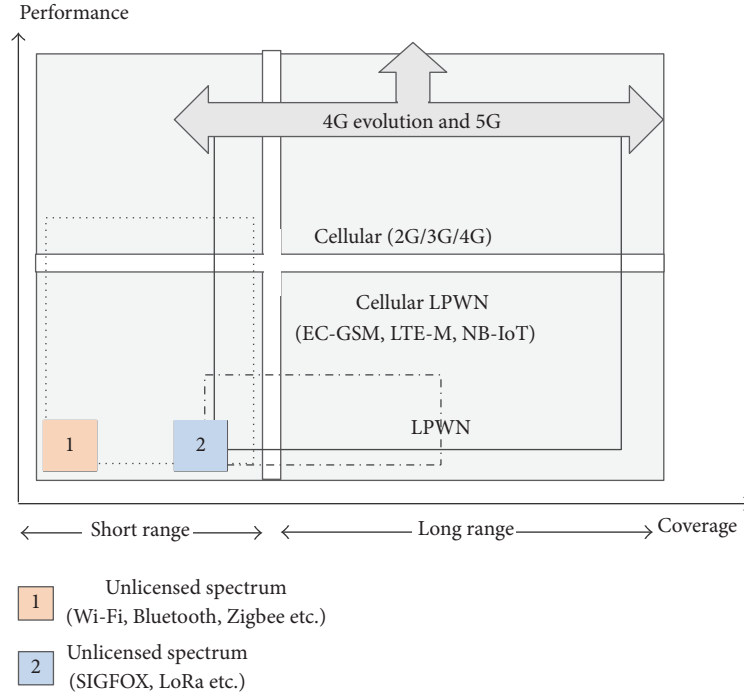 Performance
4G evolution and 5G
Cellular (2G/3G/4G)
Cellular LPWN
(EC-GSM, LTE-M, NB-IoT)
LPWN
1
2
Short range
Long range
Coverage
1
Unlicensed spectrum
(Wi-Fi, Bluetooth, Zigbee etc.)
2
Unlicensed spectrum
(SIGFOX, LoRa etc.)